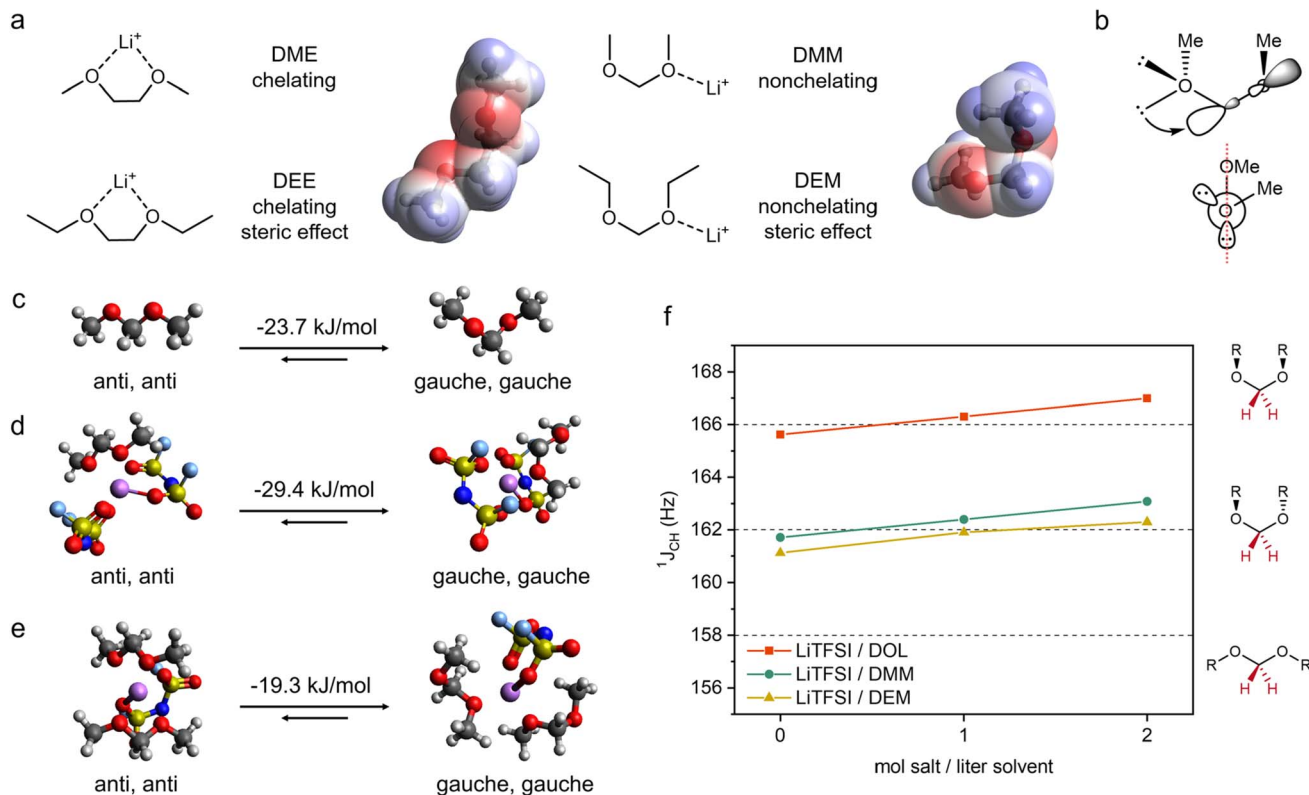 a
Li+
O
O
DME
chelating
O
O
Li+
DMM
nonchelating
b
Me
Me
O
Li+
O
O
DEE
chelating
steric effect
O
O
Li+
DEM
nonchelating
steric effect
OMe
Me
O
c
-23.7 kJ/mol
anti, anti
gauche, gauche
d
-29.4 kJ/mol
anti, anti
gauche, gauche
e
-19.3 kJ/mol
anti, anti
gauche, gauche
f
168
166
164
162
160
158
156
1JCH (Hz)
LiTFSI / DOL
LiTFSI / DMM
LiTFSI / DEM
0
1
2
mol salt / liter solvent
R
R
O
O
H
H
R
R
O
O
H
H
R
O
O
R
H
H